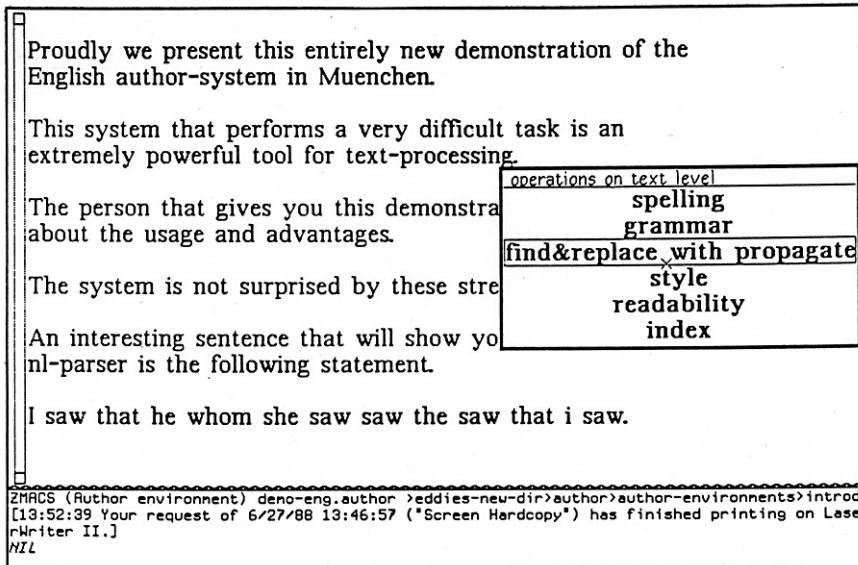 Proudly we present this entirely new demonstration of the
English author-system in Muenchen.
This system that performs a very difficult task is an
extremely powerful tool for text-processing.
The person that gives you this demonstra
about the usage and advantages.
The system is not surprised by these stre
An interesting sentence that will show yo
nl-parser is the following statement.
I saw that he whom she saw saw the saw that i saw.
operations on text level
spelling
grammar
find&replace with propagate
style
readability
index
ZMACS (Author environment) demo-eng.author >eddies-new-dir>author>author-environments>introd
[13:52:39 Your request of 6/27/88 13:46:57 ("Screen Hardcopy") has finished printing on Lase
rWriter II.]
NIL